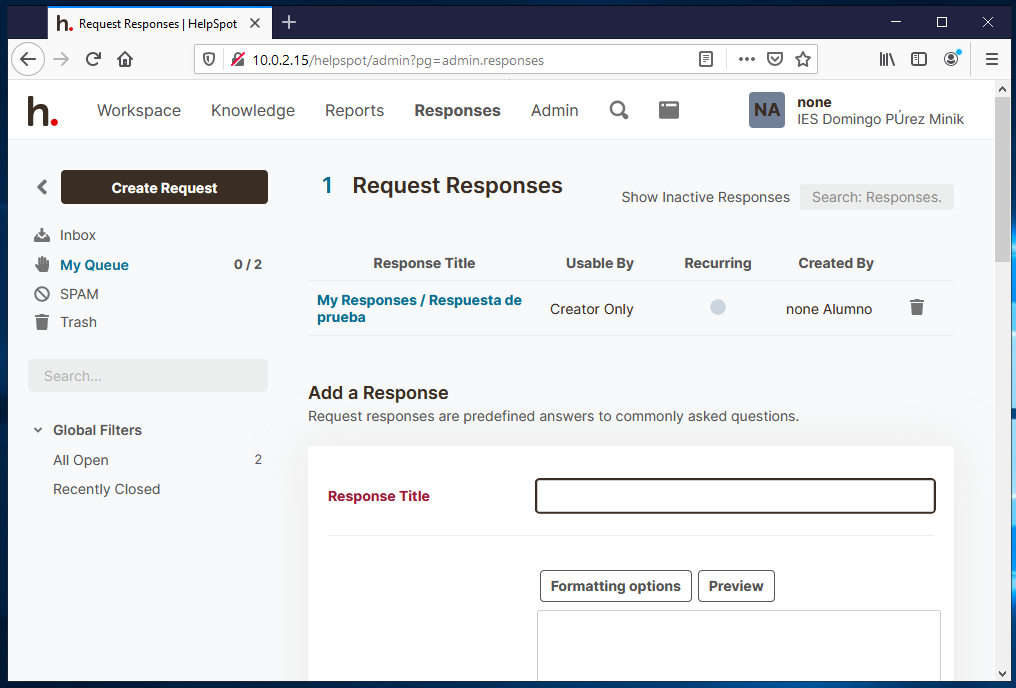 h. Request Responses | HelpSpot
10.0.2.15/helpspot/admin?pg=admin.responses
h. Workspace Knowledge Reports Responses Admin NA none
IES Domingo PÚrez Minik
Create Request
Inbox
My Queue 0 / 2
SPAM
Trash
Search...
Global Filters
All Open 2
Recently Closed
1 Request Responses
Show Inactive Responses Search: Responses.
Response Title Usable By Recurring Created By
My Responses / Respuesta de
prueba Creator Only none Alumno
Add a Response
Request responses are predefined answers to commonly asked questions.
Response Title
Formatting options Preview